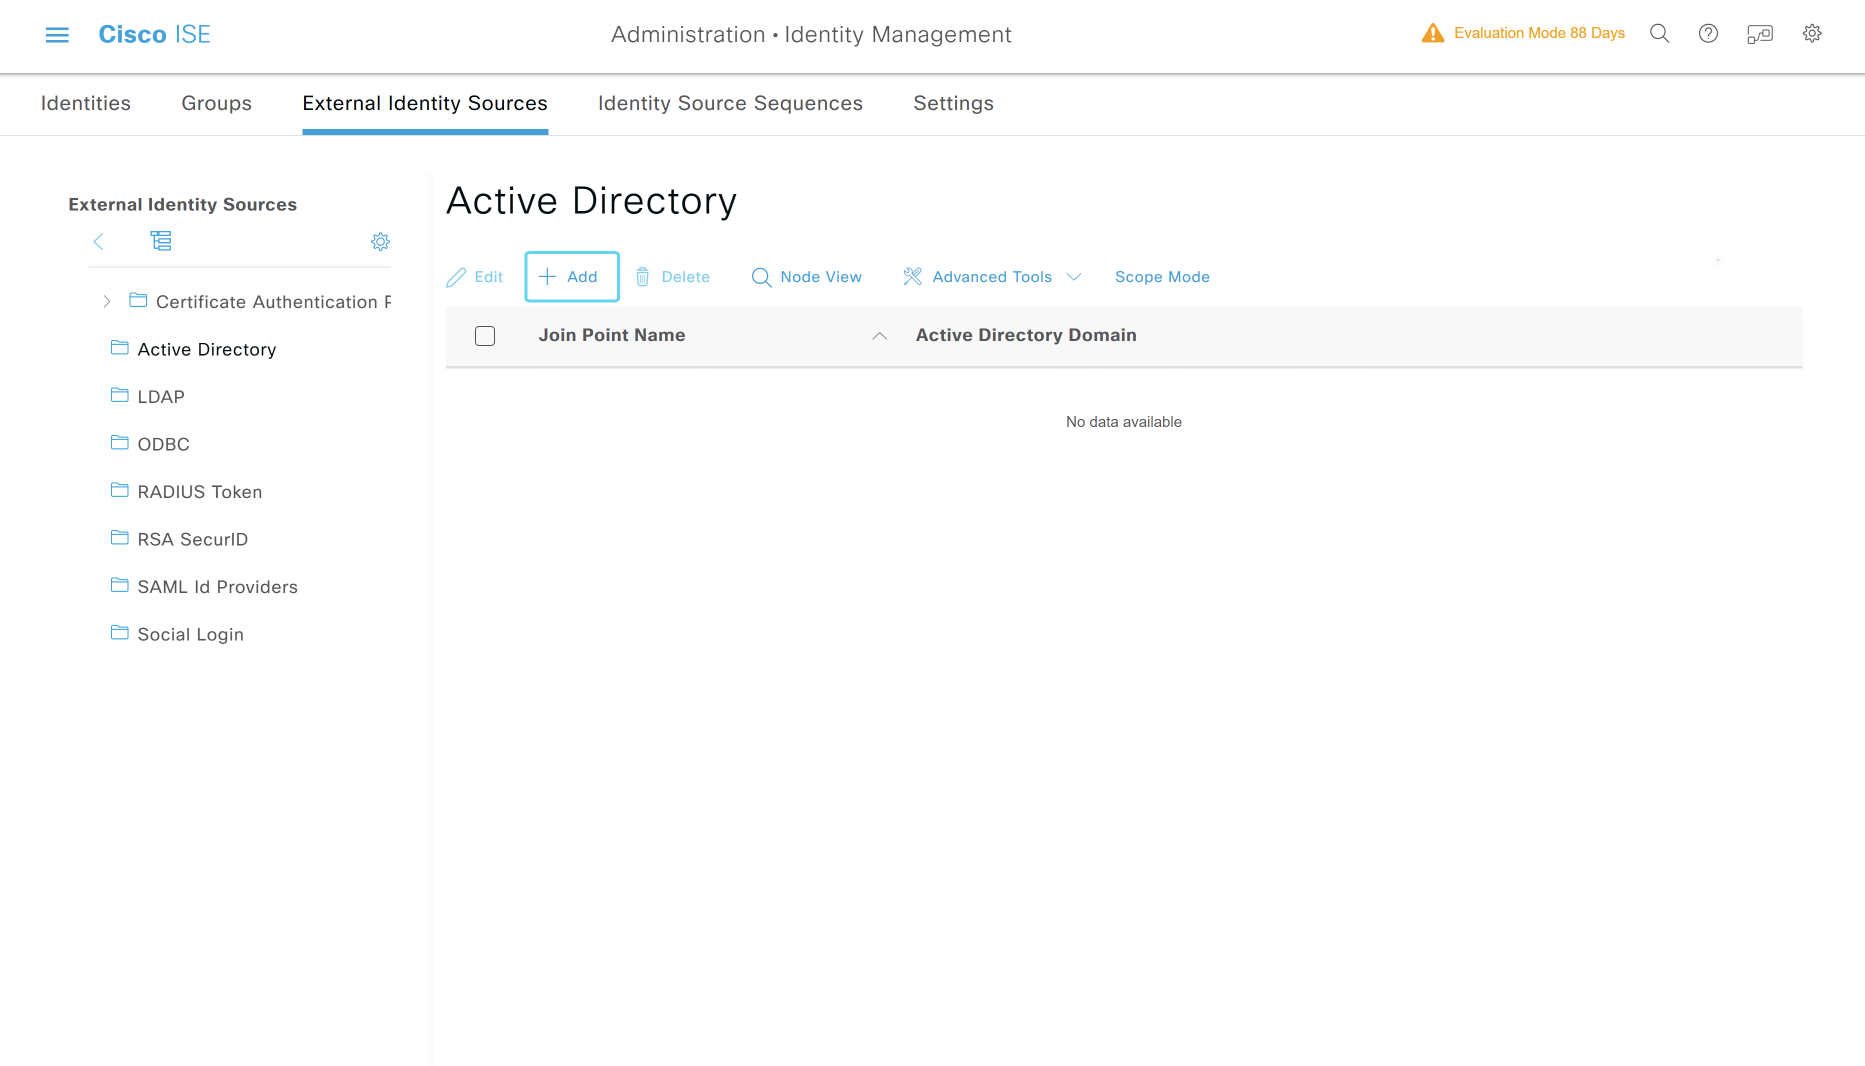 Cisco ISE
Administration • Identity Management
Evaluation Mode 88 Days
Identities
Groups
External Identity Sources
Identity Source Sequences
Settings
External Identity Sources
Certificate Authentication
Active Directory
LDAP
ODBC
RADIUS Token
RSA SecurID
SAML Id Providers
Social Login
Active Directory
Edit
Add
Delete
Node View
Advanced Tools
Scope Mode
Join Point Name
Active Directory Domain
No data available